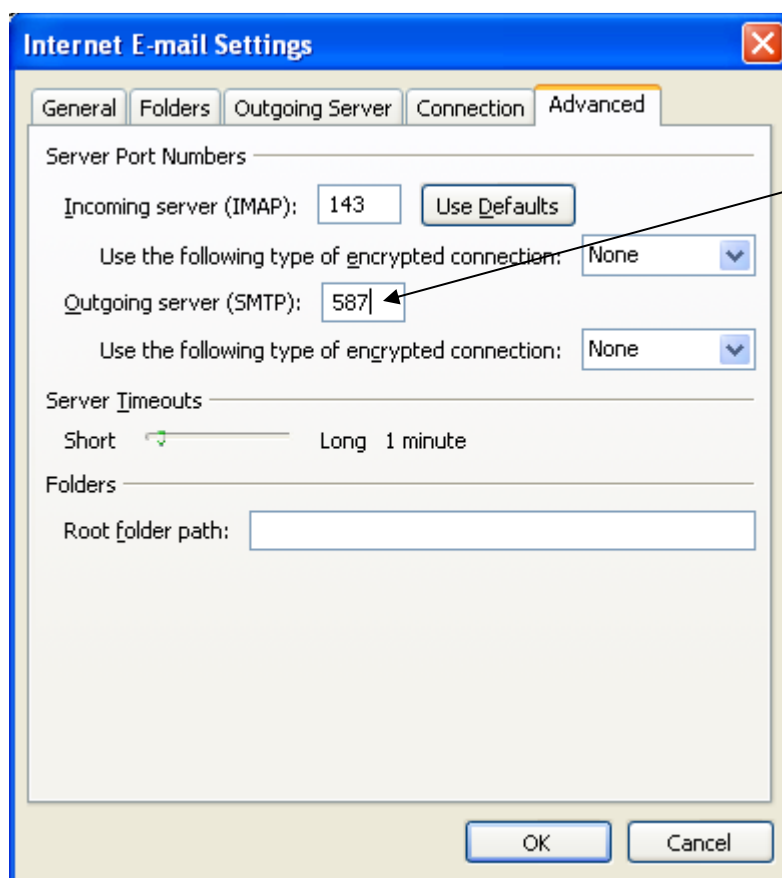 Internet E-mail Settings
General Folders Outgoing Server Connection Advanced
Server Port Numbers
Incoming server (IMAP): 143 Use Defaults
Use the following type of encrypted connection: None
Outgoing server (SMTP): 587
Use the following type of encrypted connection: None
Server Timeouts
Short Long 1 minute
Folders
Root folder path:
OK Cancel